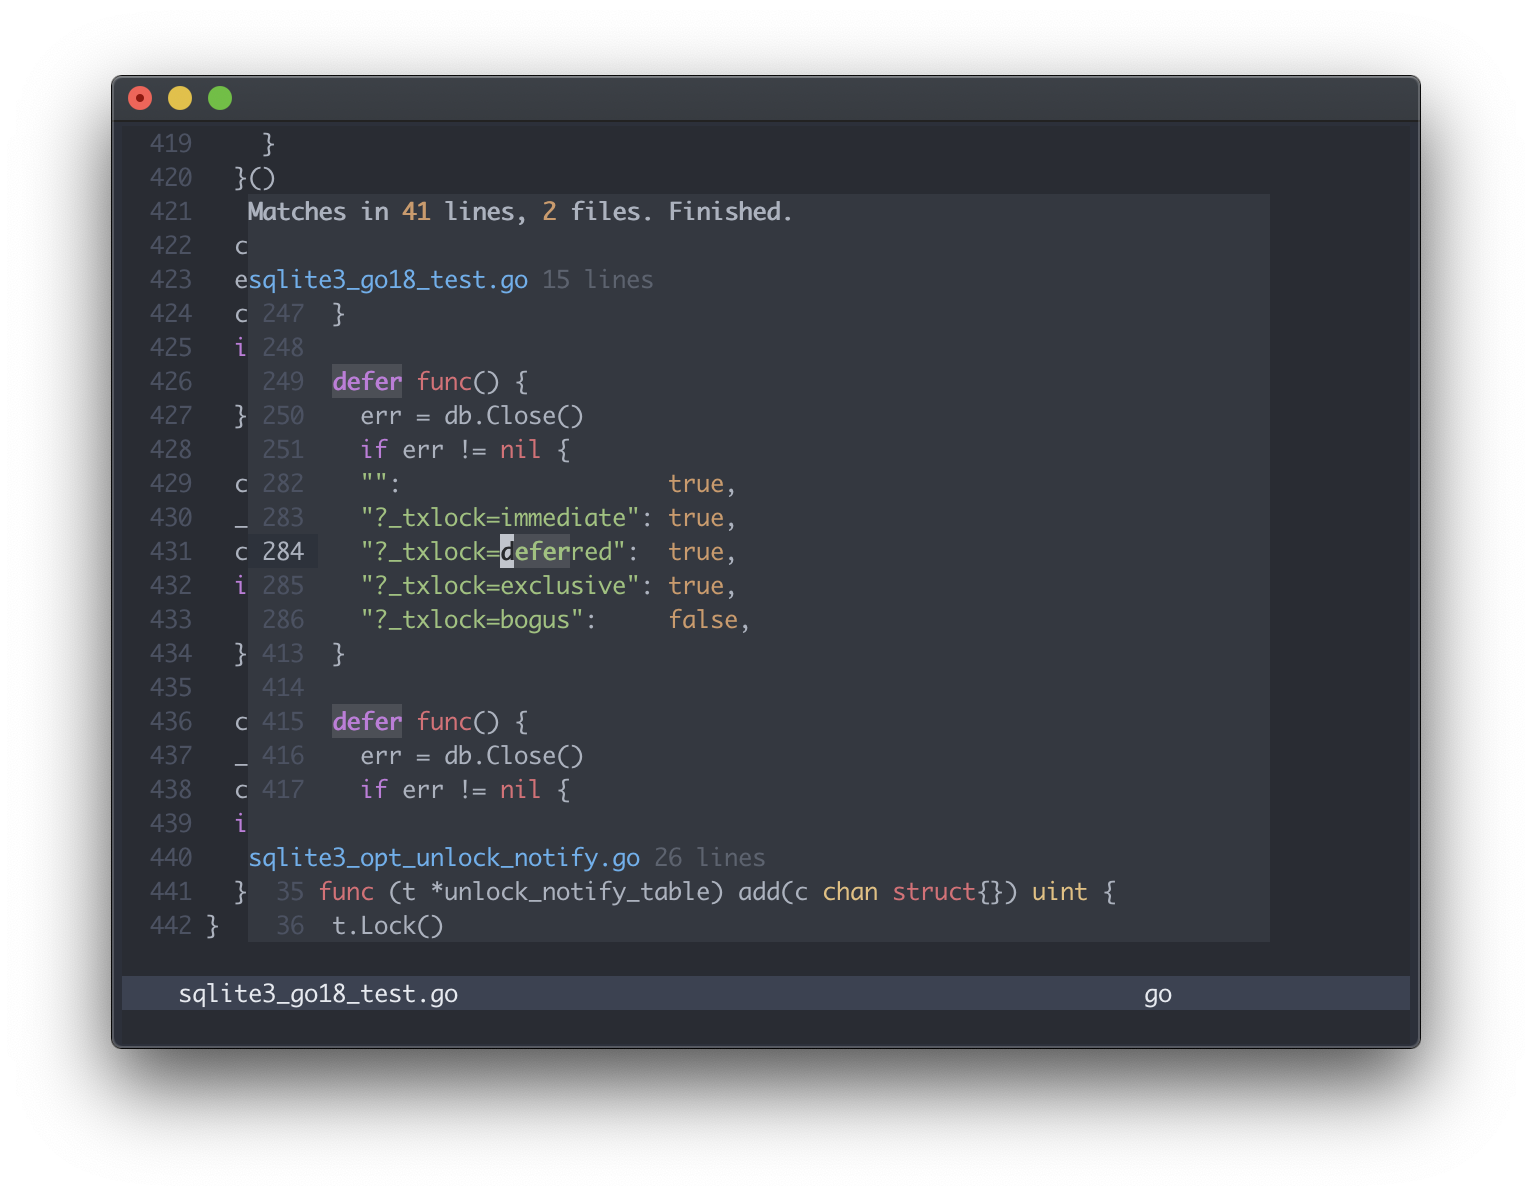 419     }
420   }()
421    Matches in 41 lines, 2 files. Finished.
422   c
423   esqlite3_go18_test.go 15 lines
424   c 247  }
425   i 248
426     249  defer func() {
427   } 250    err = db.Close()
428     251    if err != nil {
429   c 282    "":                   true,
430   _ 283    "?_txlock=immediate": true,
431   c 284    "?_txlock=deferred":  true,
432   i 285    "?_txlock=exclusive": true,
433     286    "?_txlock=bogus":     false,
434   } 413  }
435     414
436   c 415  defer func() {
437   _ 416    err = db.Close()
438   c 417    if err != nil {
439   i
440    sqlite3_opt_unlock_notify.go 26 lines
441   }  35 func (t *unlock_notify_table) add(c chan struct{}) uint {
442 }    36  t.Lock()
sqlite3_go18_test.go go